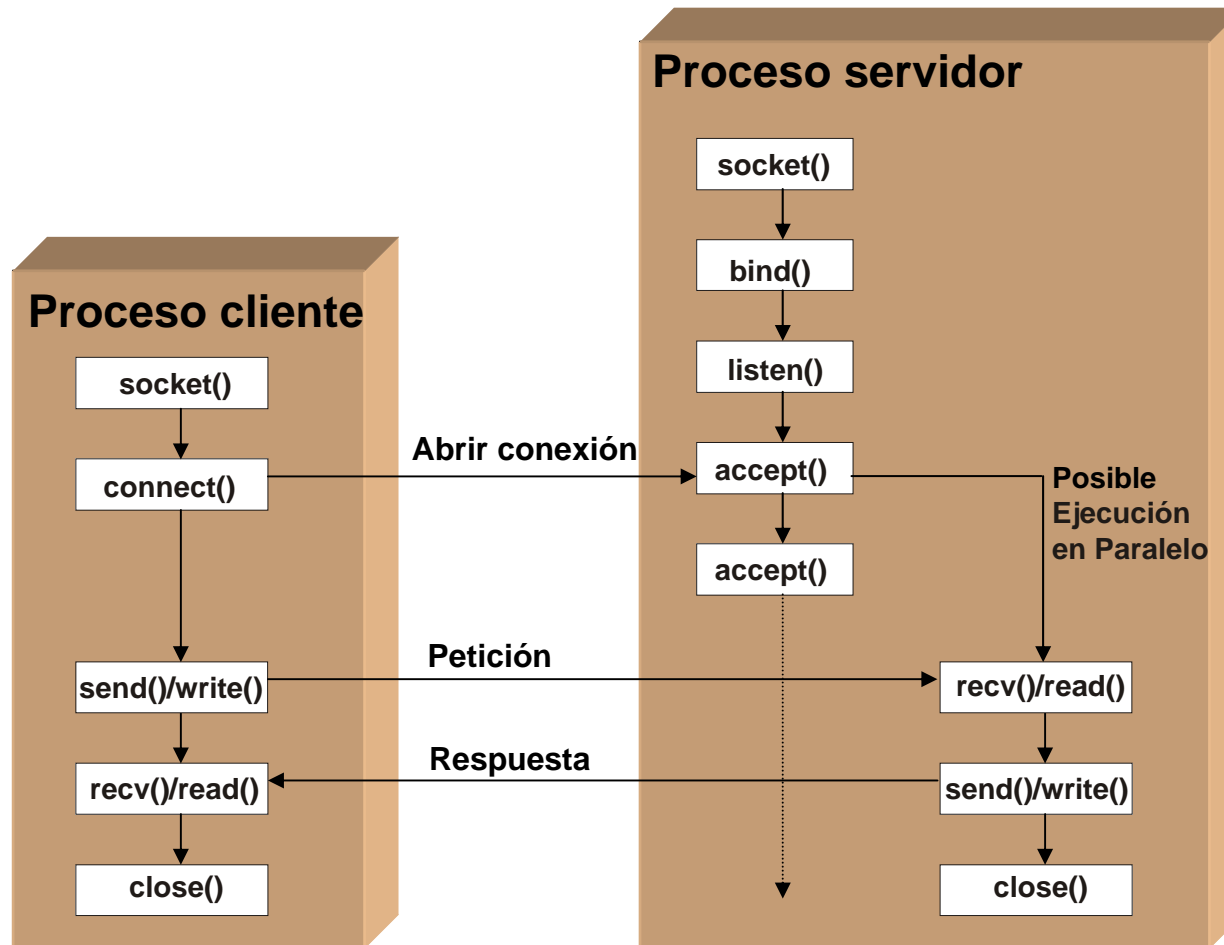 Proceso servidor
socket()
bind()
listen()
accept()
accept()
Posible
Ejecución
en Paralelo
recv()/read()
send()/write()
close()
Proceso cliente
socket()
connect()
send()/write()
recv()/read()
close()
Abrir conexión
Petición
Respuesta